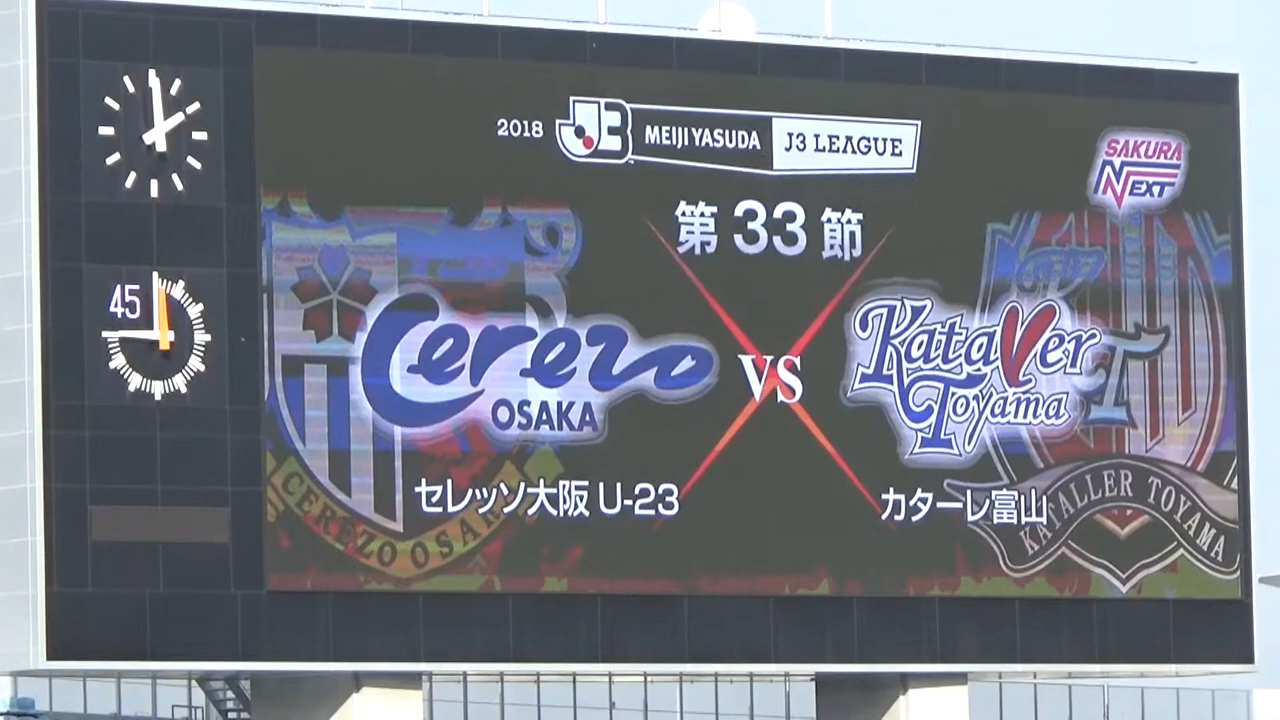 2018 J3 MEIJI YASUDA J3 LEAGUE
SAKURA
NEXT
第33節
45
Cerezo
OSAKA
VS
Kataller
Toyama
セレッソ大阪 U-23
カターレ富山
CEREZO OSAKA
KATALLER TOYAMA